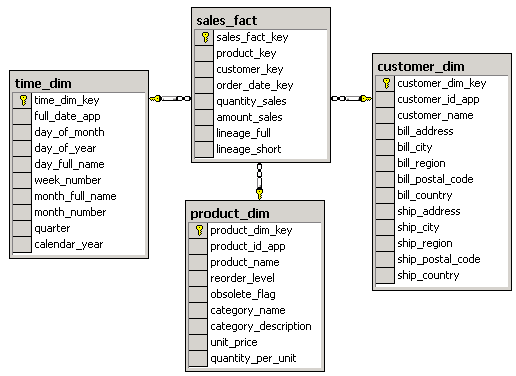 sales_fact
sales_fact_key
product_key
customer_key
order_date_key
quantity_sales
amount_sales
lineage_full
lineage_short
time_dim
time_dim_key
full_date_app
day_of_month
day_of_year
day_full_name
week_number
month_full_name
month_number
quarter
calendar_year
customer_dim
customer_dim_key
customer_id_app
customer_name
bill_address
bill_city
bill_region
bill_postal_code
bill_country
ship_address
ship_city
ship_region
ship_postal_code
ship_country
product_dim
product_dim_key
product_id_app
product_name
reorder_level
obsolete_flag
category_name
category_description
unit_price
quantity_per_unit